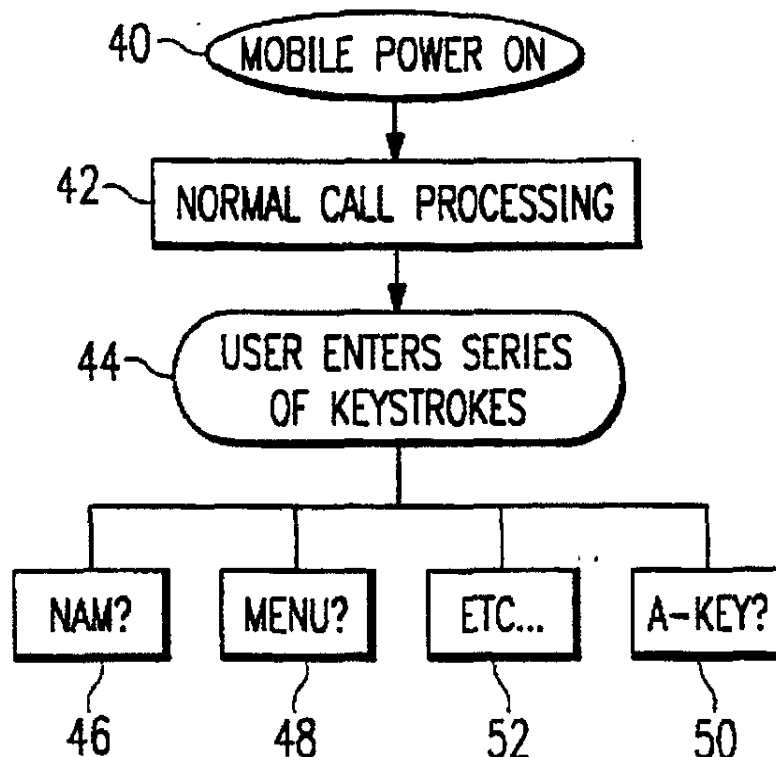 40
MOBILE POWER ON
42
NORMAL CALL PROCESSING
44
USER ENTERS SERIES
OF KEYSTROKES
NAM?
MENU?
ETC...
A-KEY?
46
48
52
50